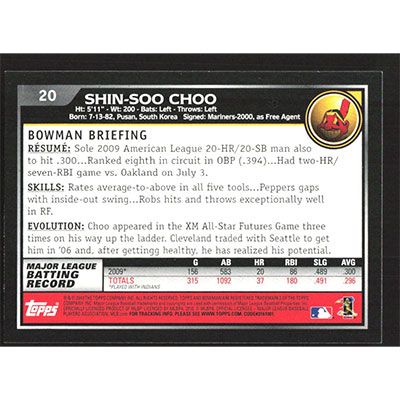 20 SHIN-SOO CHOO
Ht: 5'11" - Wt: 200 - Bats: Left - Throws: Left
Born: 7-13-82, Pusan, South Korea Signed: Mariners-2000, as Free Agent
BOWMAN BRIEFING
RÉSUMÉ: Sole 2009 American League 20-HR/20-SB man also
to hit .300...Ranked eighth in circuit in OBP (.394)...Had two-HR/
seven-RBI game vs. Oakland on July 3.
SKILLS: Rates average-to-above in all five tools...Peppers gaps
with inside-out swing...Robs hits and throws exceptionally well
in RF.
EVOLUTION: Choo appeared in the XM All-Star Futures Game three
times on his way up the ladder. Cleveland traded with Seattle to get
him in '06 and, after gettingg healthy, he has realized his potential.
MAJOR LEAGUE
BATTING
RECORD
G AB HR RBI SLG AVG
2009* 156 583 20 86 .489 .300
TOTALS 315 1092 37 180 .491 .296
*PLAYED WITH INDIANS
Topps